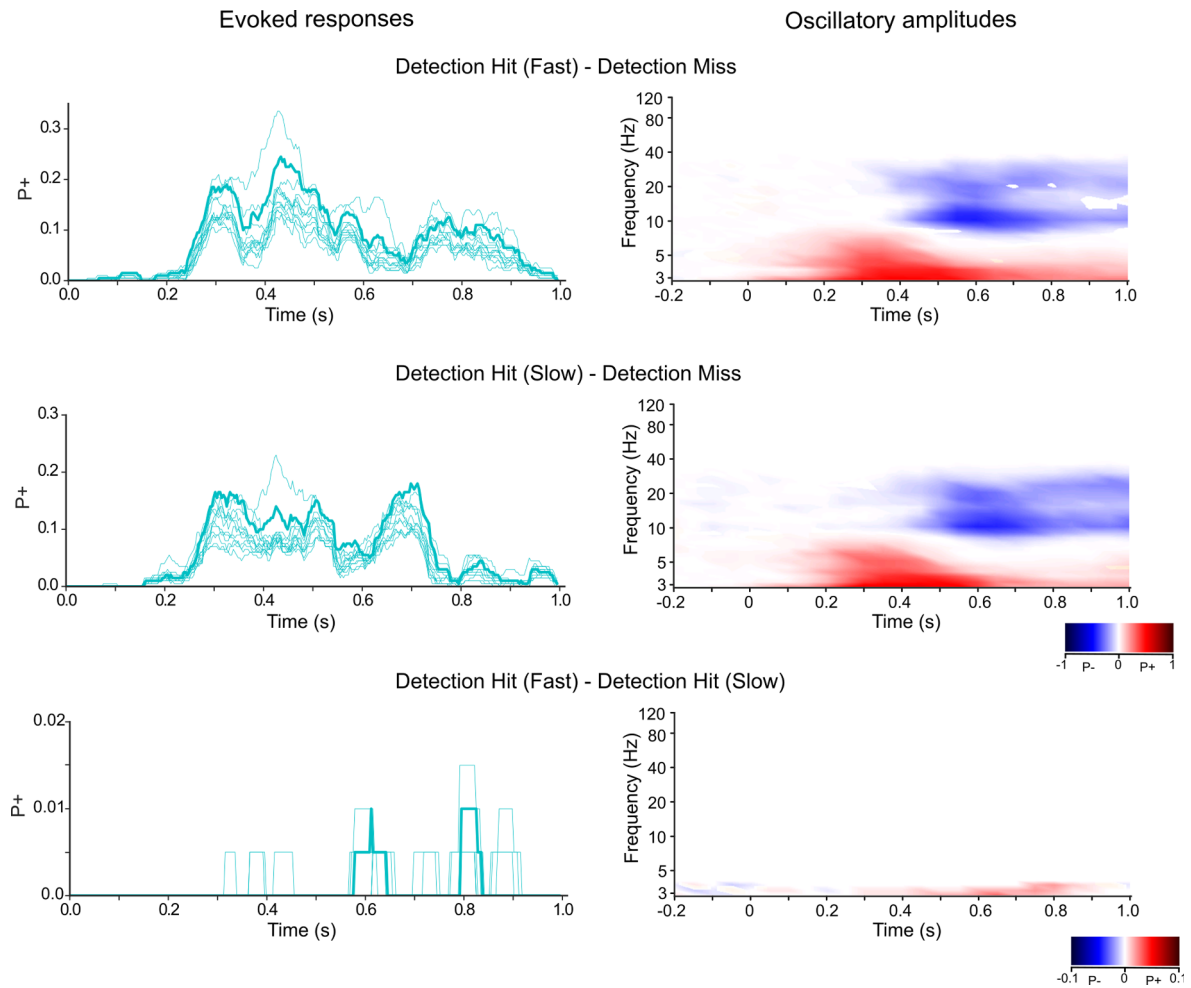 Evoked responses
Oscillatory amplitudes
Detection Hit (Fast) - Detection Miss
P+
0.3
0.2
0.1
0.0
0.0 0.2 0.4 0.6 0.8 1.0
Time (s)
Frequency (Hz)
120
80
40
20
10
5
3
-0.2 0 0.2 0.4 0.6 0.8 1.0
Time (s)
Detection Hit (Slow) - Detection Miss
P+
0.3
0.2
0.1
0.0
0.0 0.2 0.4 0.6 0.8 1.0
Time (s)
Frequency (Hz)
120
80
40
20
10
5
3
-0.2 0 0.2 0.4 0.6 0.8 1.0
Time (s)
-1 P- 0 P+ 1
Detection Hit (Fast) - Detection Hit (Slow)
P+
0.02
0.01
0.0
0.0 0.2 0.4 0.6 0.8 1.0
Time (s)
Frequency (Hz)
120
80
40
20
10
5
3
-0.2 0 0.2 0.4 0.6 0.8 1.0
Time (s)
-0.1 P- 0 P+ 0.1